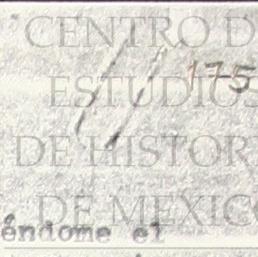 CENTRO D
175
ESTUDIOS
DE HISTOR
DE MEXICO
éndome el